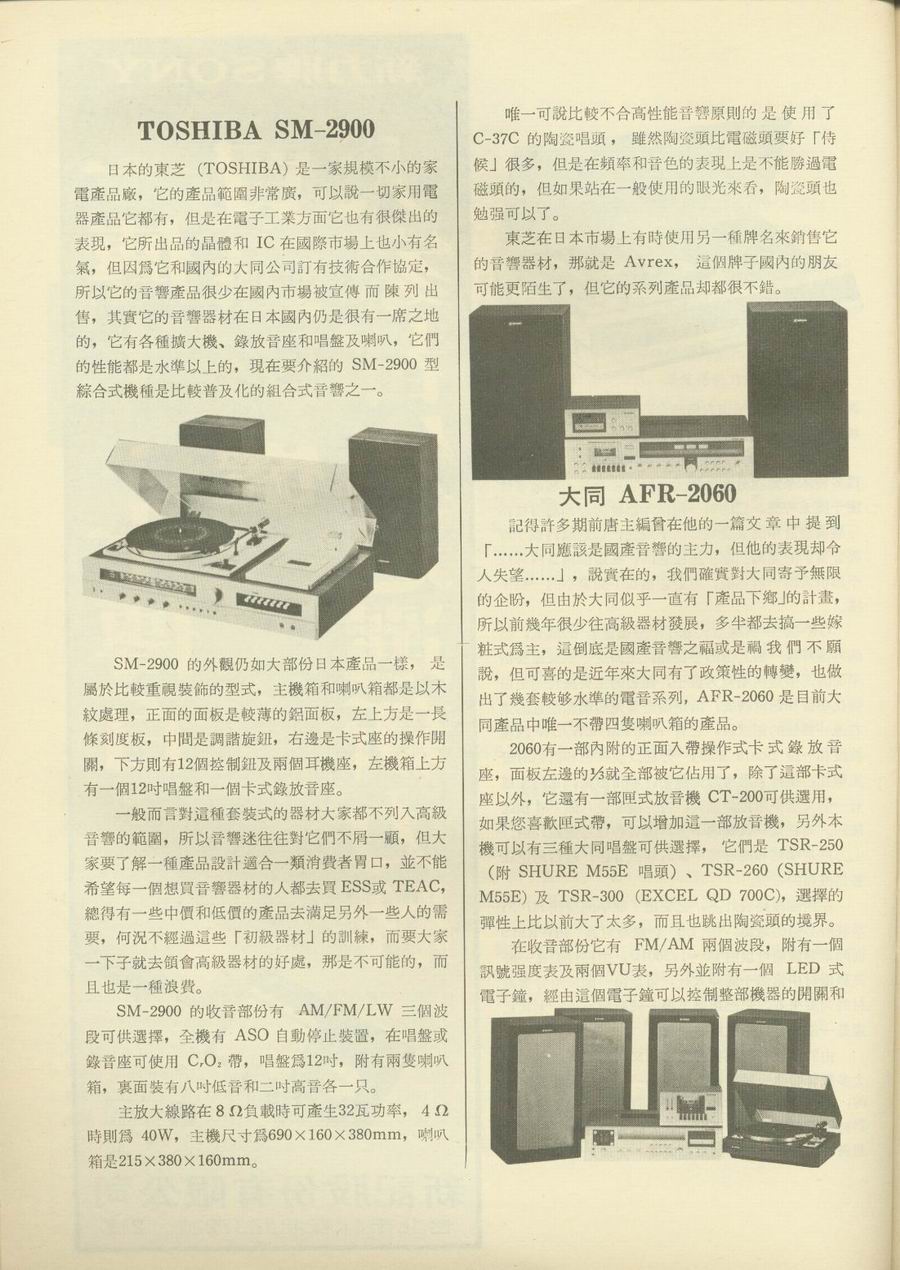 TOSHIBA SM-2900
日本的東芝 (TOSHIBA) 是一家規模不小的家
電產品廠，它的產品範圍非常廣，可以說一切家用電
器產品它都有，但是在電子工業方面它也有很傑出的
表現，它所出品的晶體和 IC 在國際市場上也小有名
氣，但因爲它和國內的大同公司訂有技術合作協定，
所以它的音響產品很少在國內市場被宣傳而陳列出
售，其實它的音響器材在日本國內仍是很有一席之地
的，它有各種擴大機、錄放音座和唱盤及喇叭，它們
的性能都是水準以上的，現在要介紹的 SM-2900 型
綜合式機種是比較普及化的組合式音響之一。
SM-2900 的外觀仍如大部份日本產品一樣， 是
屬於比較重視裝飾的型式，主機箱和喇叭箱都是以木
紋處理，正面的面板是較薄的鋁面板，左上方是一長
條刻度板，中間是調諧旋鈕，右邊是卡式座的操作開
關，下方則有12個控制鈕及兩個耳機座，左機箱上方
有一個12吋唱盤和一個卡式錄放音座。
一般而言對這種套裝式的器材大家都不列入高級
音響的範圍，所以音響迷往往對它們不屑一顧，但大
家要了解一種產品設計適合一類消費者胃口，並不能
希望每一個想買音響器材的人都去買 ESS或 TEAC，
總得有一些中價和低價的產品去滿足另外一些人的需
要，何況不經過這些「初級器材」的訓練，而要大家
一下子就去領會高級器材的好處，那是不可能的，而
且也是一種浪費。
SM-2900 的收音部份有 AM/FM/LW 三個波
段可供選擇，全機有 ASO 自動停止裝置，在唱盤或
錄音座可使用 CrO₂ 帶，唱盤爲12吋，附有兩隻喇叭
箱，裏面裝有八吋低音和二吋高音各一只。
主放大線路在 8 Ω負載時可產生32瓦功率， 4 Ω
時則爲 40W，主機尺寸爲690×160×380mm，喇叭
箱是215×380×160mm。
唯一可說比較不合高性能音響原則的是使用了
C-37C 的陶瓷唱頭， 雖然陶瓷頭比電磁頭要好「侍
候」很多，但是在頻率和音色的表現上是不能勝過電
磁頭的，但如果站在一般使用的眼光來看，陶瓷頭也
勉强可以了。
東芝在日本市場上有時使用另一種牌名來銷售它
的音響器材，那就是 Avrex， 這個牌子國內的朋友
可能更陌生了，但它的系列產品却都很不錯。
大同 AFR-2060
記得許多期前唐主編曾在他的一篇文章中提到
「……大同應該是國產音響的主力，但他的表現却令
人失望……」，說實在的，我們確實對大同寄予無限
的企盼，但由於大同似乎一直有「產品下鄉」的計畫，
所以前幾年很少往高級器材發展，多半都去搞一些嫁
粧式爲主，這倒底是國產音響之福或是禍我們不願
說，但可喜的是近年來大同有了政策性的轉變，也做
出了幾套較够水準的電音系列，AFR-2060 是目前大
同產品中唯一不帶四隻喇叭箱的產品。
2060有一部內附的正面入帶操作式卡式錄放音
座，面板左邊的⅓就全部被它佔用了，除了這部卡式
座以外，它還有一部匣式放音機 CT-200可供選用，
如果您喜歡匣式帶，可以增加這一部放音機，另外本
機可以有三種大同唱盤可供選擇， 它們是 TSR-250
（附 SHURE M55E 唱頭）、TSR-260 (SHURE
M55E) 及 TSR-300 (EXCEL QD 700C)，選擇的
彈性上比以前大了太多，而且也跳出陶瓷頭的境界。
在收音部份它有 FM/AM 兩個波段，附有一個
訊號强度表及兩個VU表，另外並附有一個 LED 式
電子鐘，經由這個電子鐘可以控制整部機器的開關和